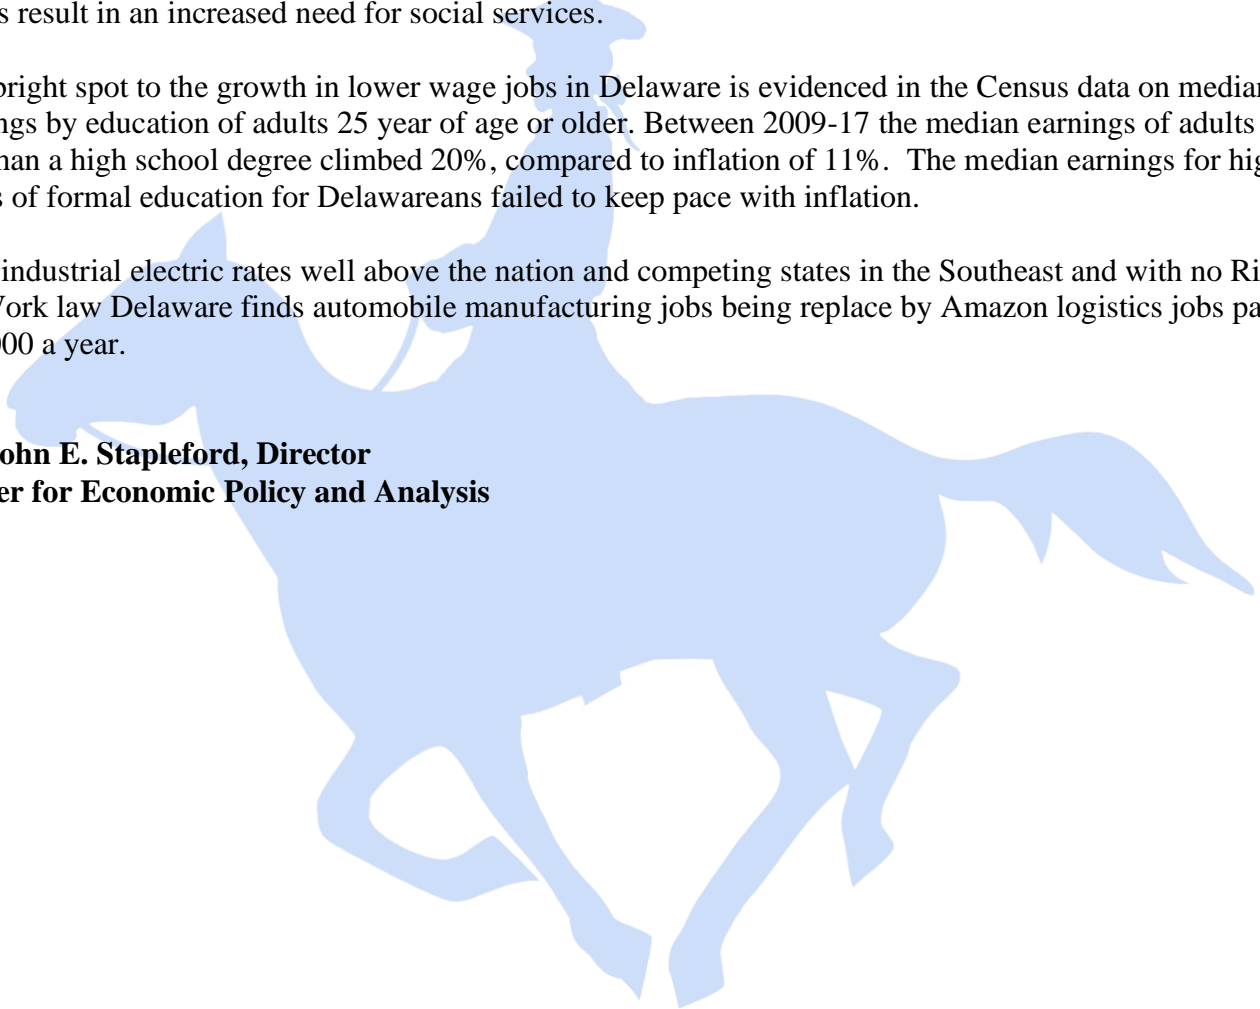 s result in an increased need for social services.
bright spot to the growth in lower wage jobs in Delaware is evidenced in the Census data on median
ngs by education of adults 25 year of age or older. Between 2009-17 the median earnings of adults
han a high school degree climbed 20%, compared to inflation of 11%.  The median earnings for hig
s of formal education for Delawareans failed to keep pace with inflation.
industrial electric rates well above the nation and competing states in the Southeast and with no Ri
Work law Delaware finds automobile manufacturing jobs being replace by Amazon logistics jobs pa
000 a year.
ohn E. Stapleford, Director
er for Economic Policy and Analysis